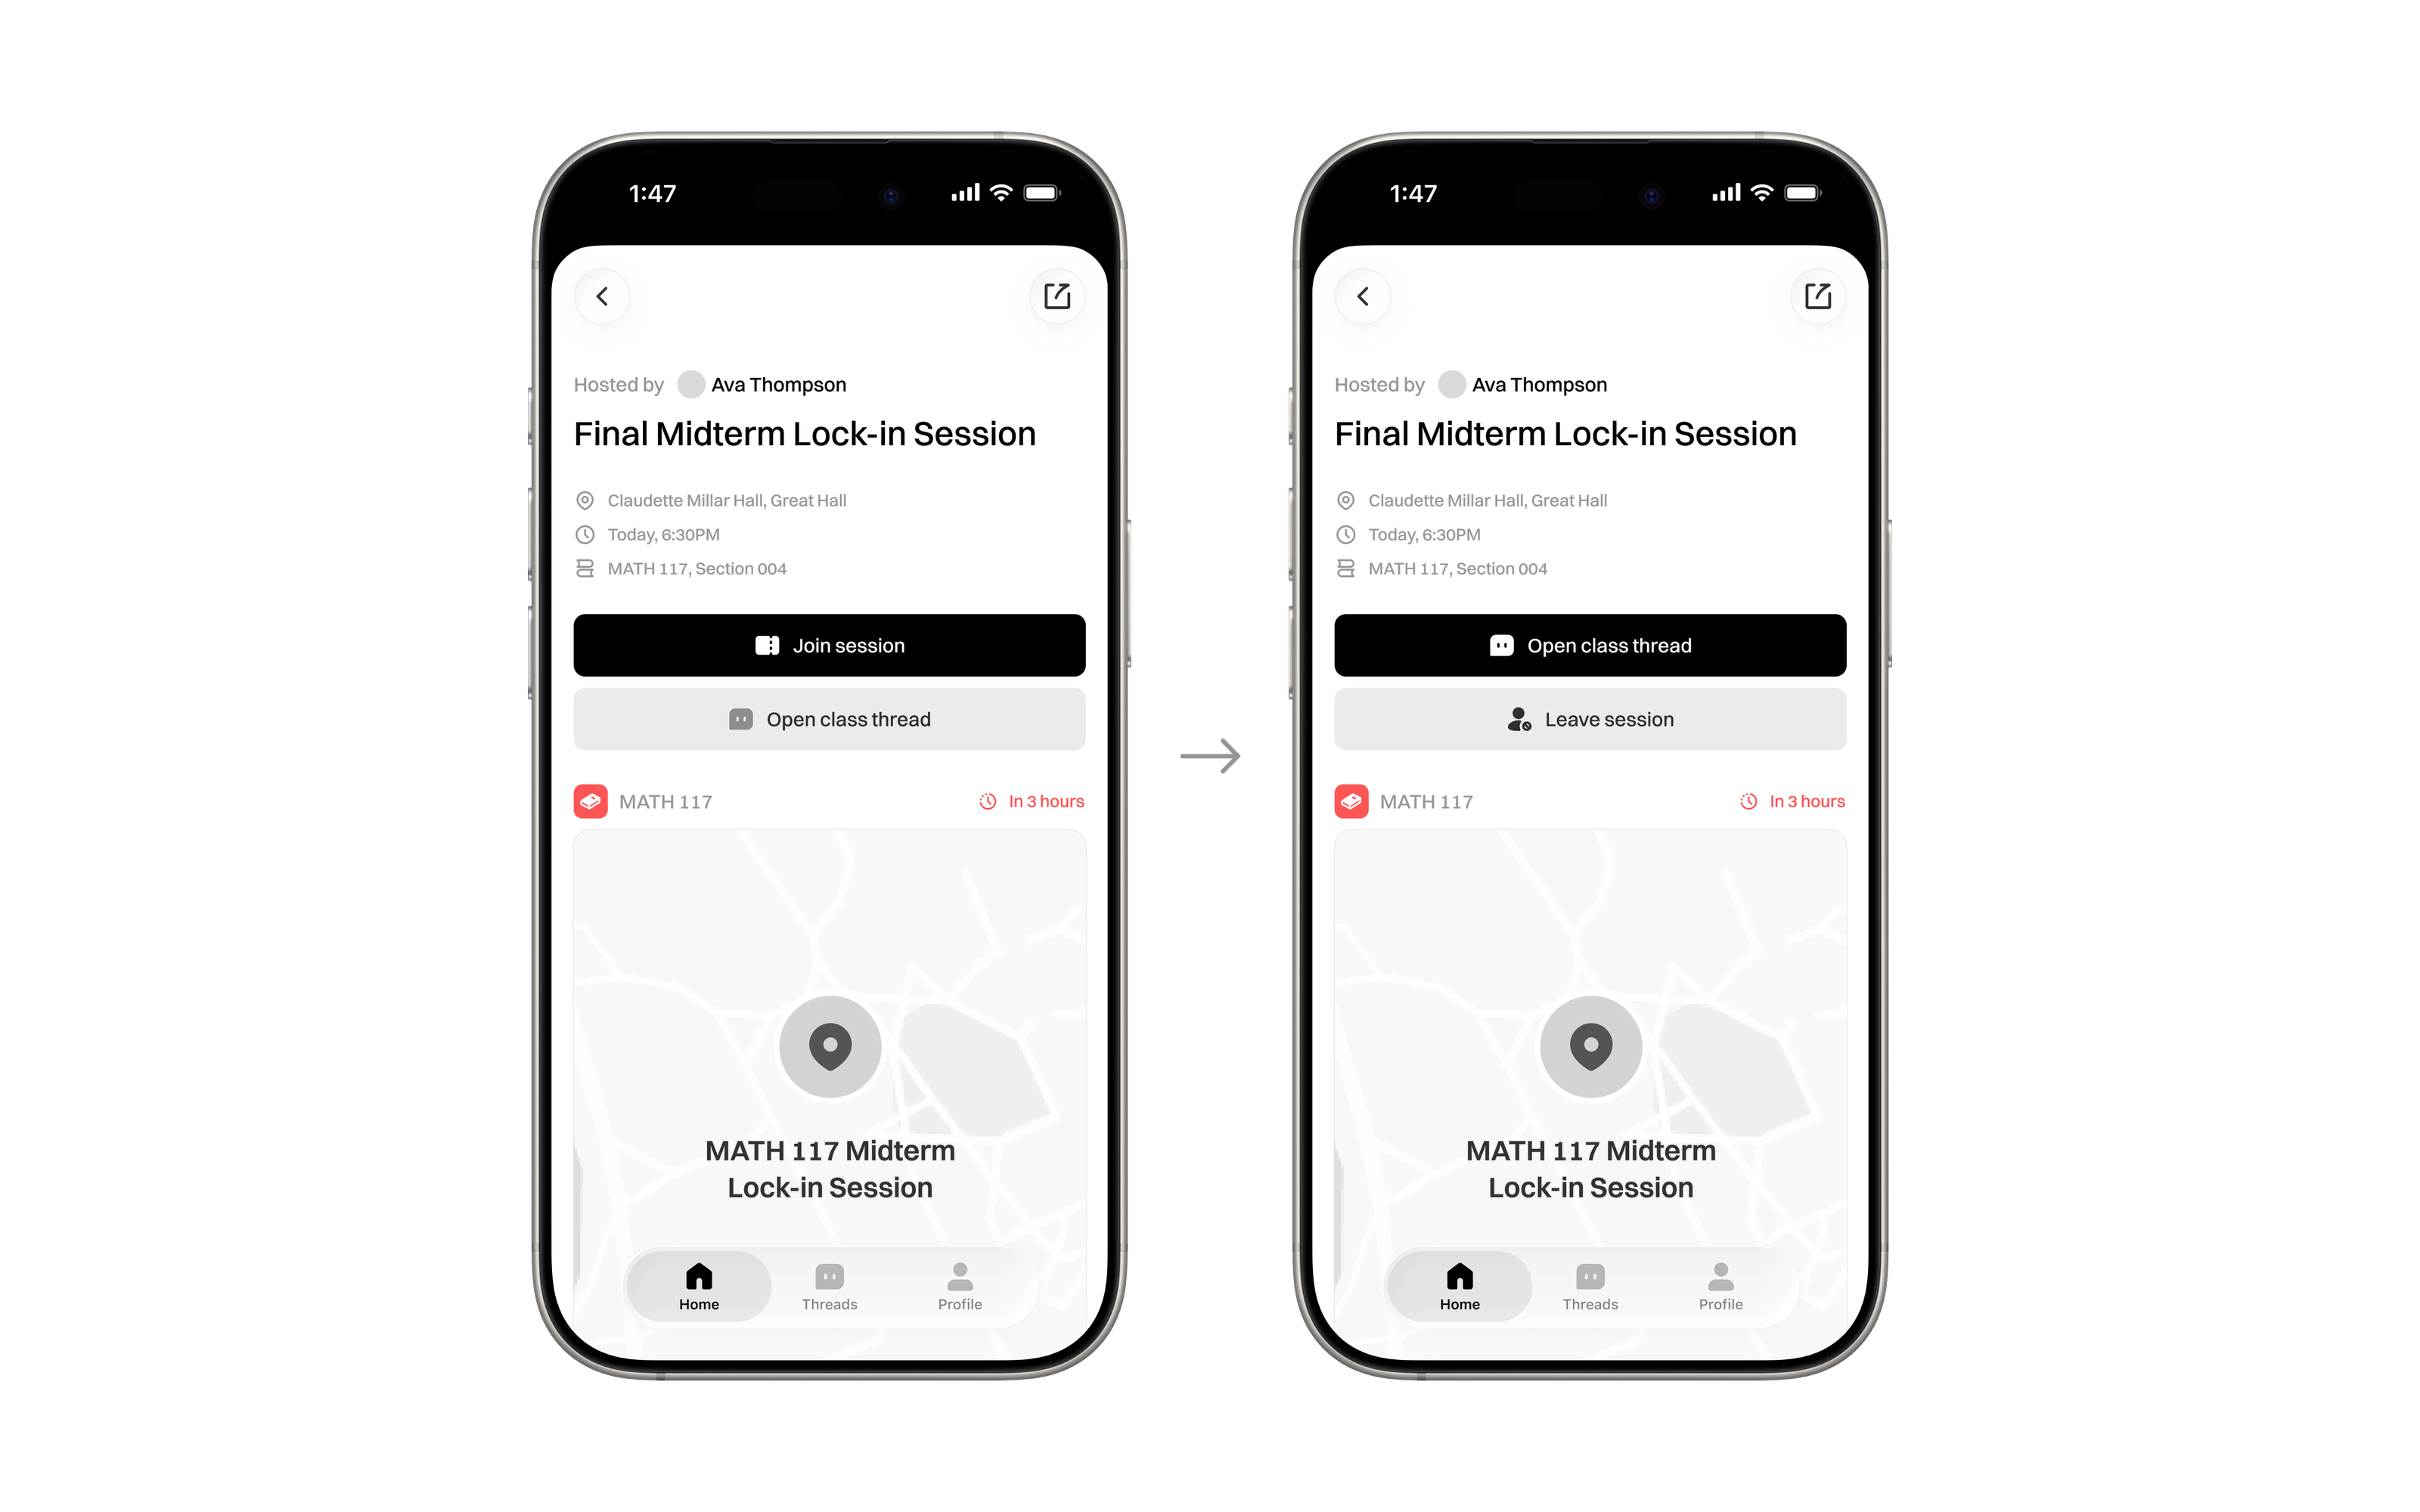 1:47
Hosted by Ava Thompson
Final Midterm Lock-in Session
Claudette Millar Hall, Great Hall
Today, 6:30PM
MATH 117, Section 004
Join session
Open class thread
MATH 117
In 3 hours
MATH 117 Midterm
Lock-in Session
Home
Threads
Profile
1:47
Hosted by Ava Thompson
Final Midterm Lock-in Session
Claudette Millar Hall, Great Hall
Today, 6:30PM
MATH 117, Section 004
Open class thread
Leave session
MATH 117
In 3 hours
MATH 117 Midterm
Lock-in Session
Home
Threads
Profile